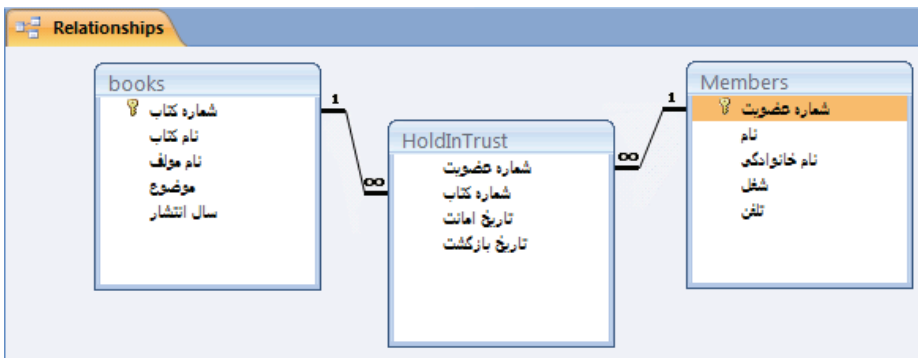 Relationships
books
شماره کتاب
نام کتاب
نام مولف
موضوع
سال انتشار
1
∞
HoldInTrust
شماره عضویت
شماره کتاب
تاریخ امانت
تاریخ بازگشت
∞
1
Members
شماره عضویت
نام
نام خانوادگی
شغل
تلفن